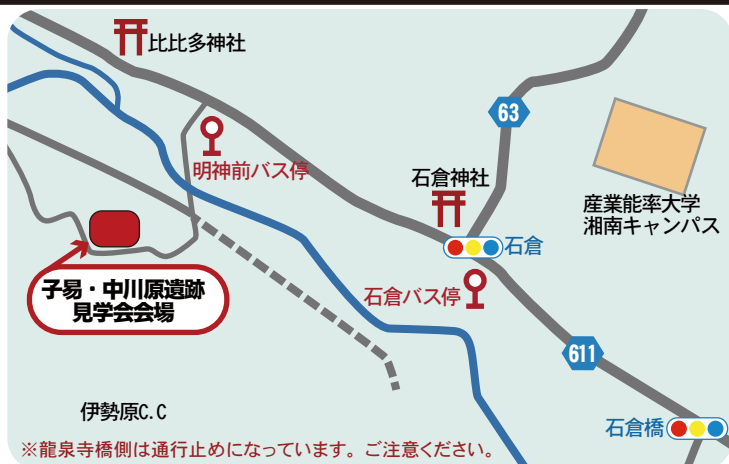 比比多神社
63
明神前バス停
石倉神社
産業能率大学
湘南キャンパス
石倉
子易・中川原遺跡
見学会会場
石倉バス停
611
伊勢原C.C
石倉橋
※龍泉寺橋側は通行止めになっています。ご注意ください。